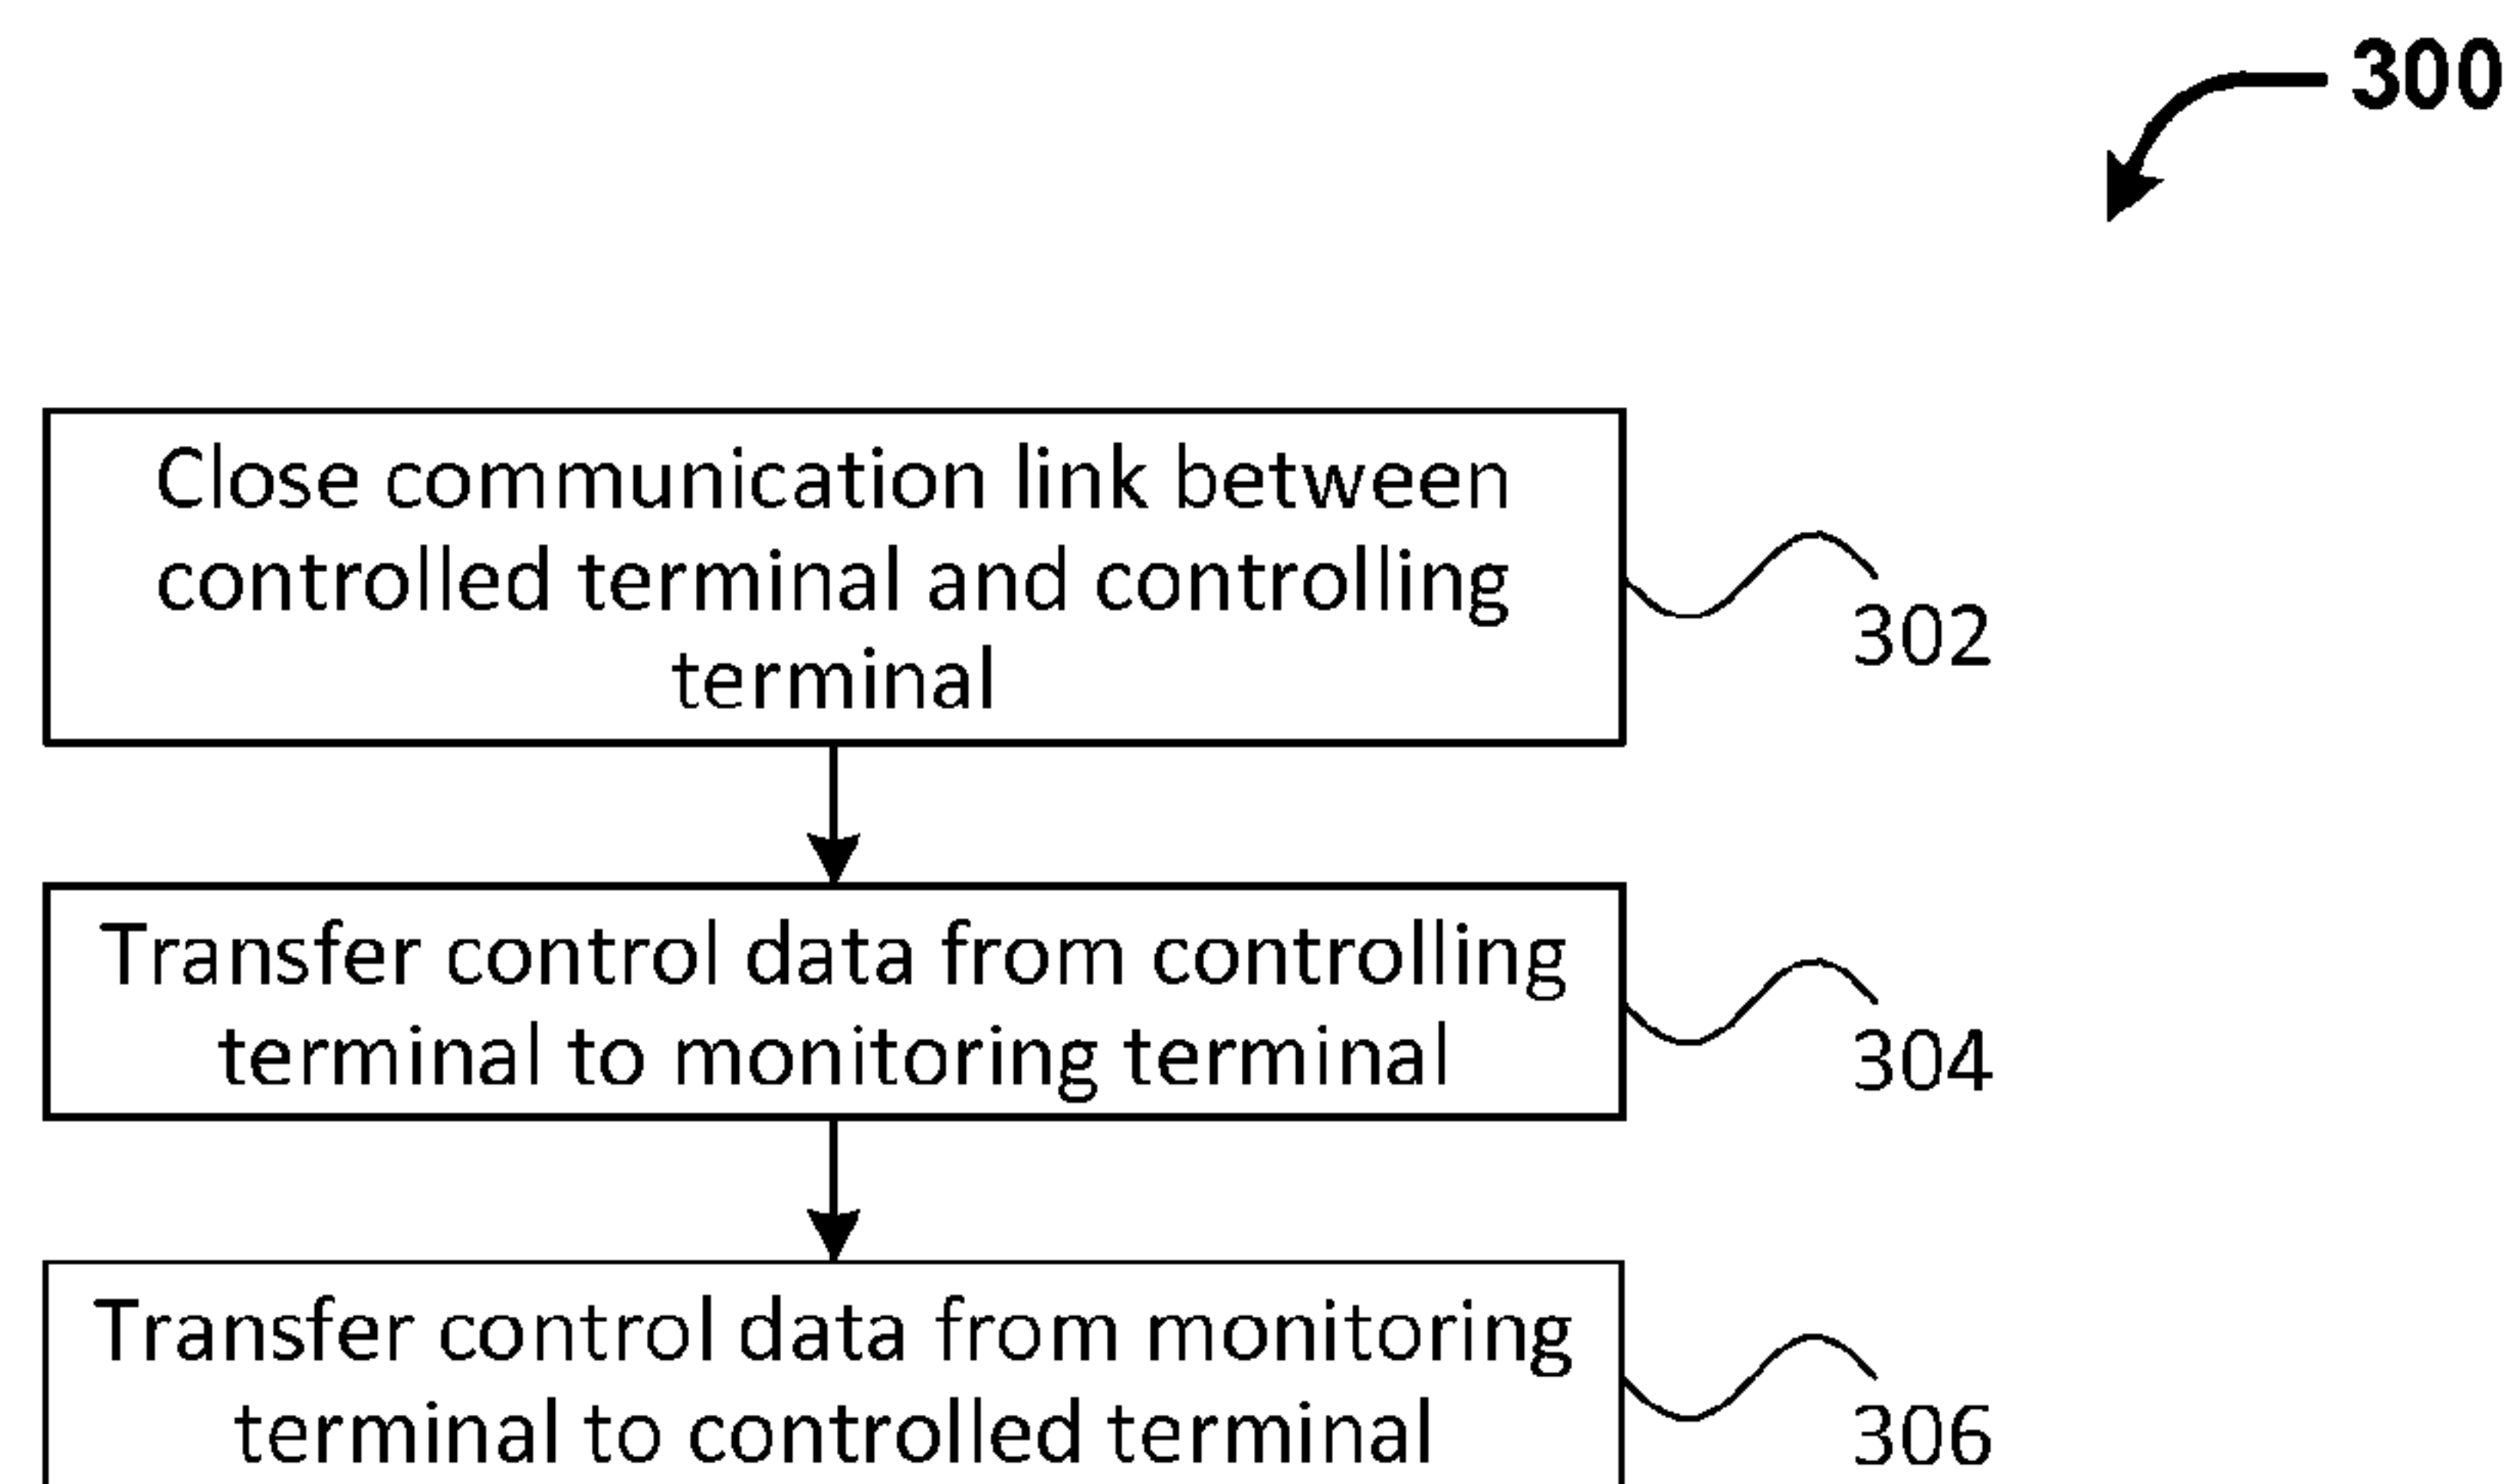 300
Close communication link between
controlled terminal and controlling
terminal
302
Transfer control data from controlling
terminal to monitoring terminal
304
Transfer control data from monitoring
terminal to controlled terminal
306